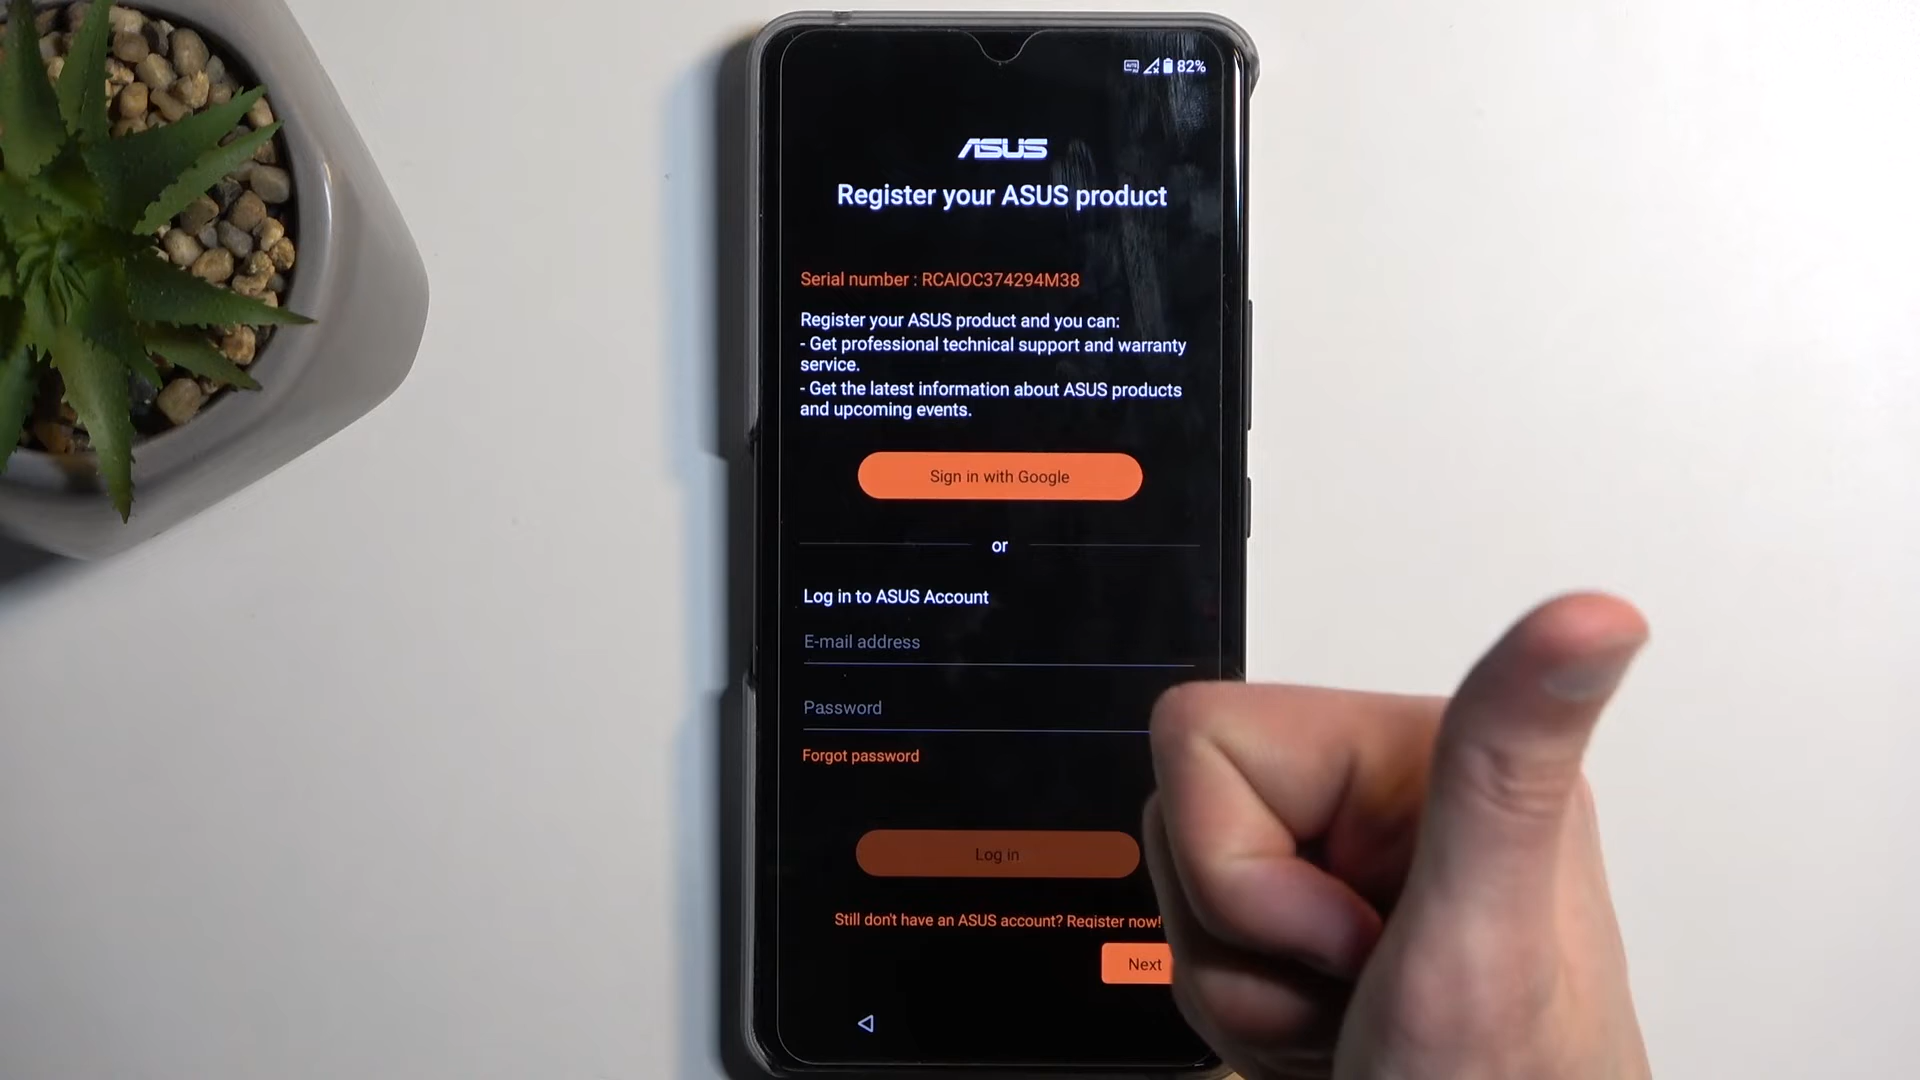 82%
ASUS
Register your ASUS product
Serial number : RCAIOC374294M38
Register your ASUS product and you can:
- Get professional technical support and warranty
service.
- Get the latest information about ASUS products
and upcoming events.
Sign in with Google
or
Log in to ASUS Account
E-mail address
Password
Forgot password
Log in
Still don't have an ASUS account? Register now!
Next